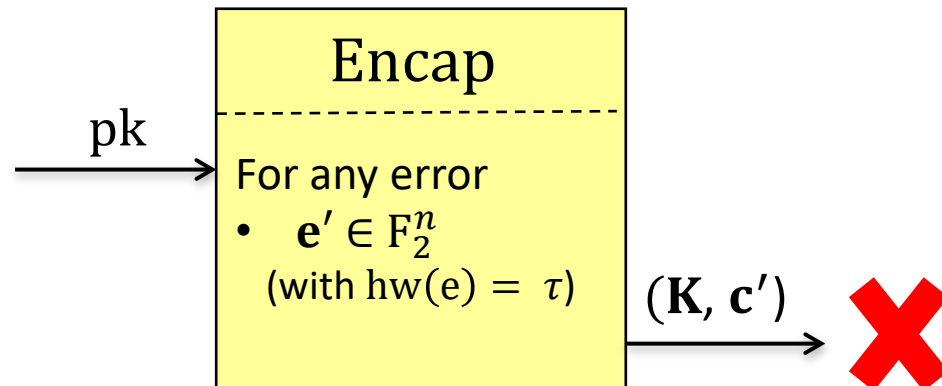 Encap
pk
For any error
• e′ ∈ F₂ⁿ
(with hw(e) = τ)
(K, c′)